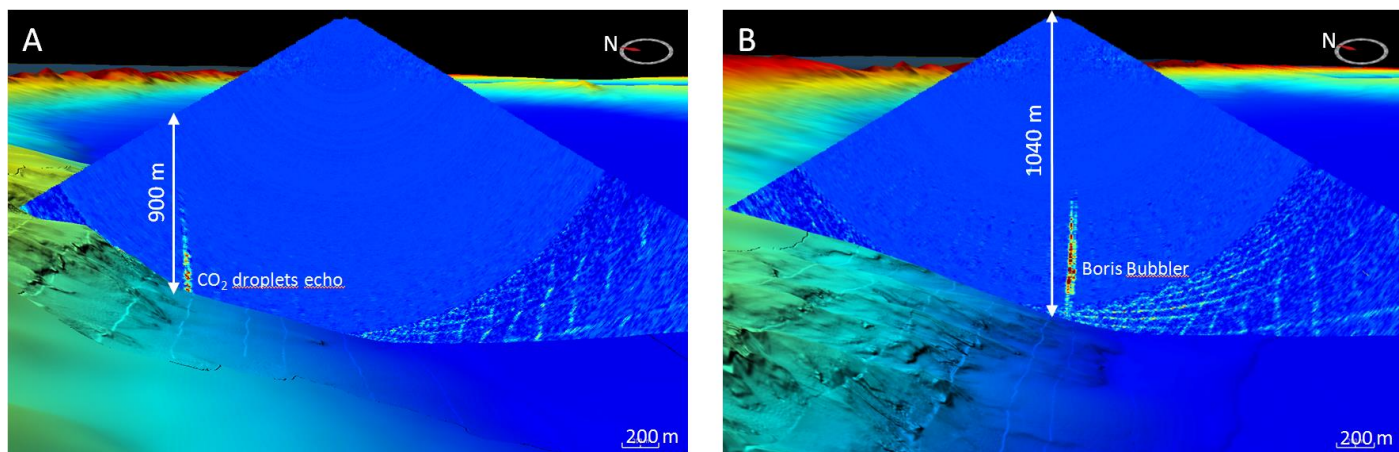 A
N
900 m
CO₂ droplets echo
200 m
B
N
1040 m
Boris Bubbler
200 m